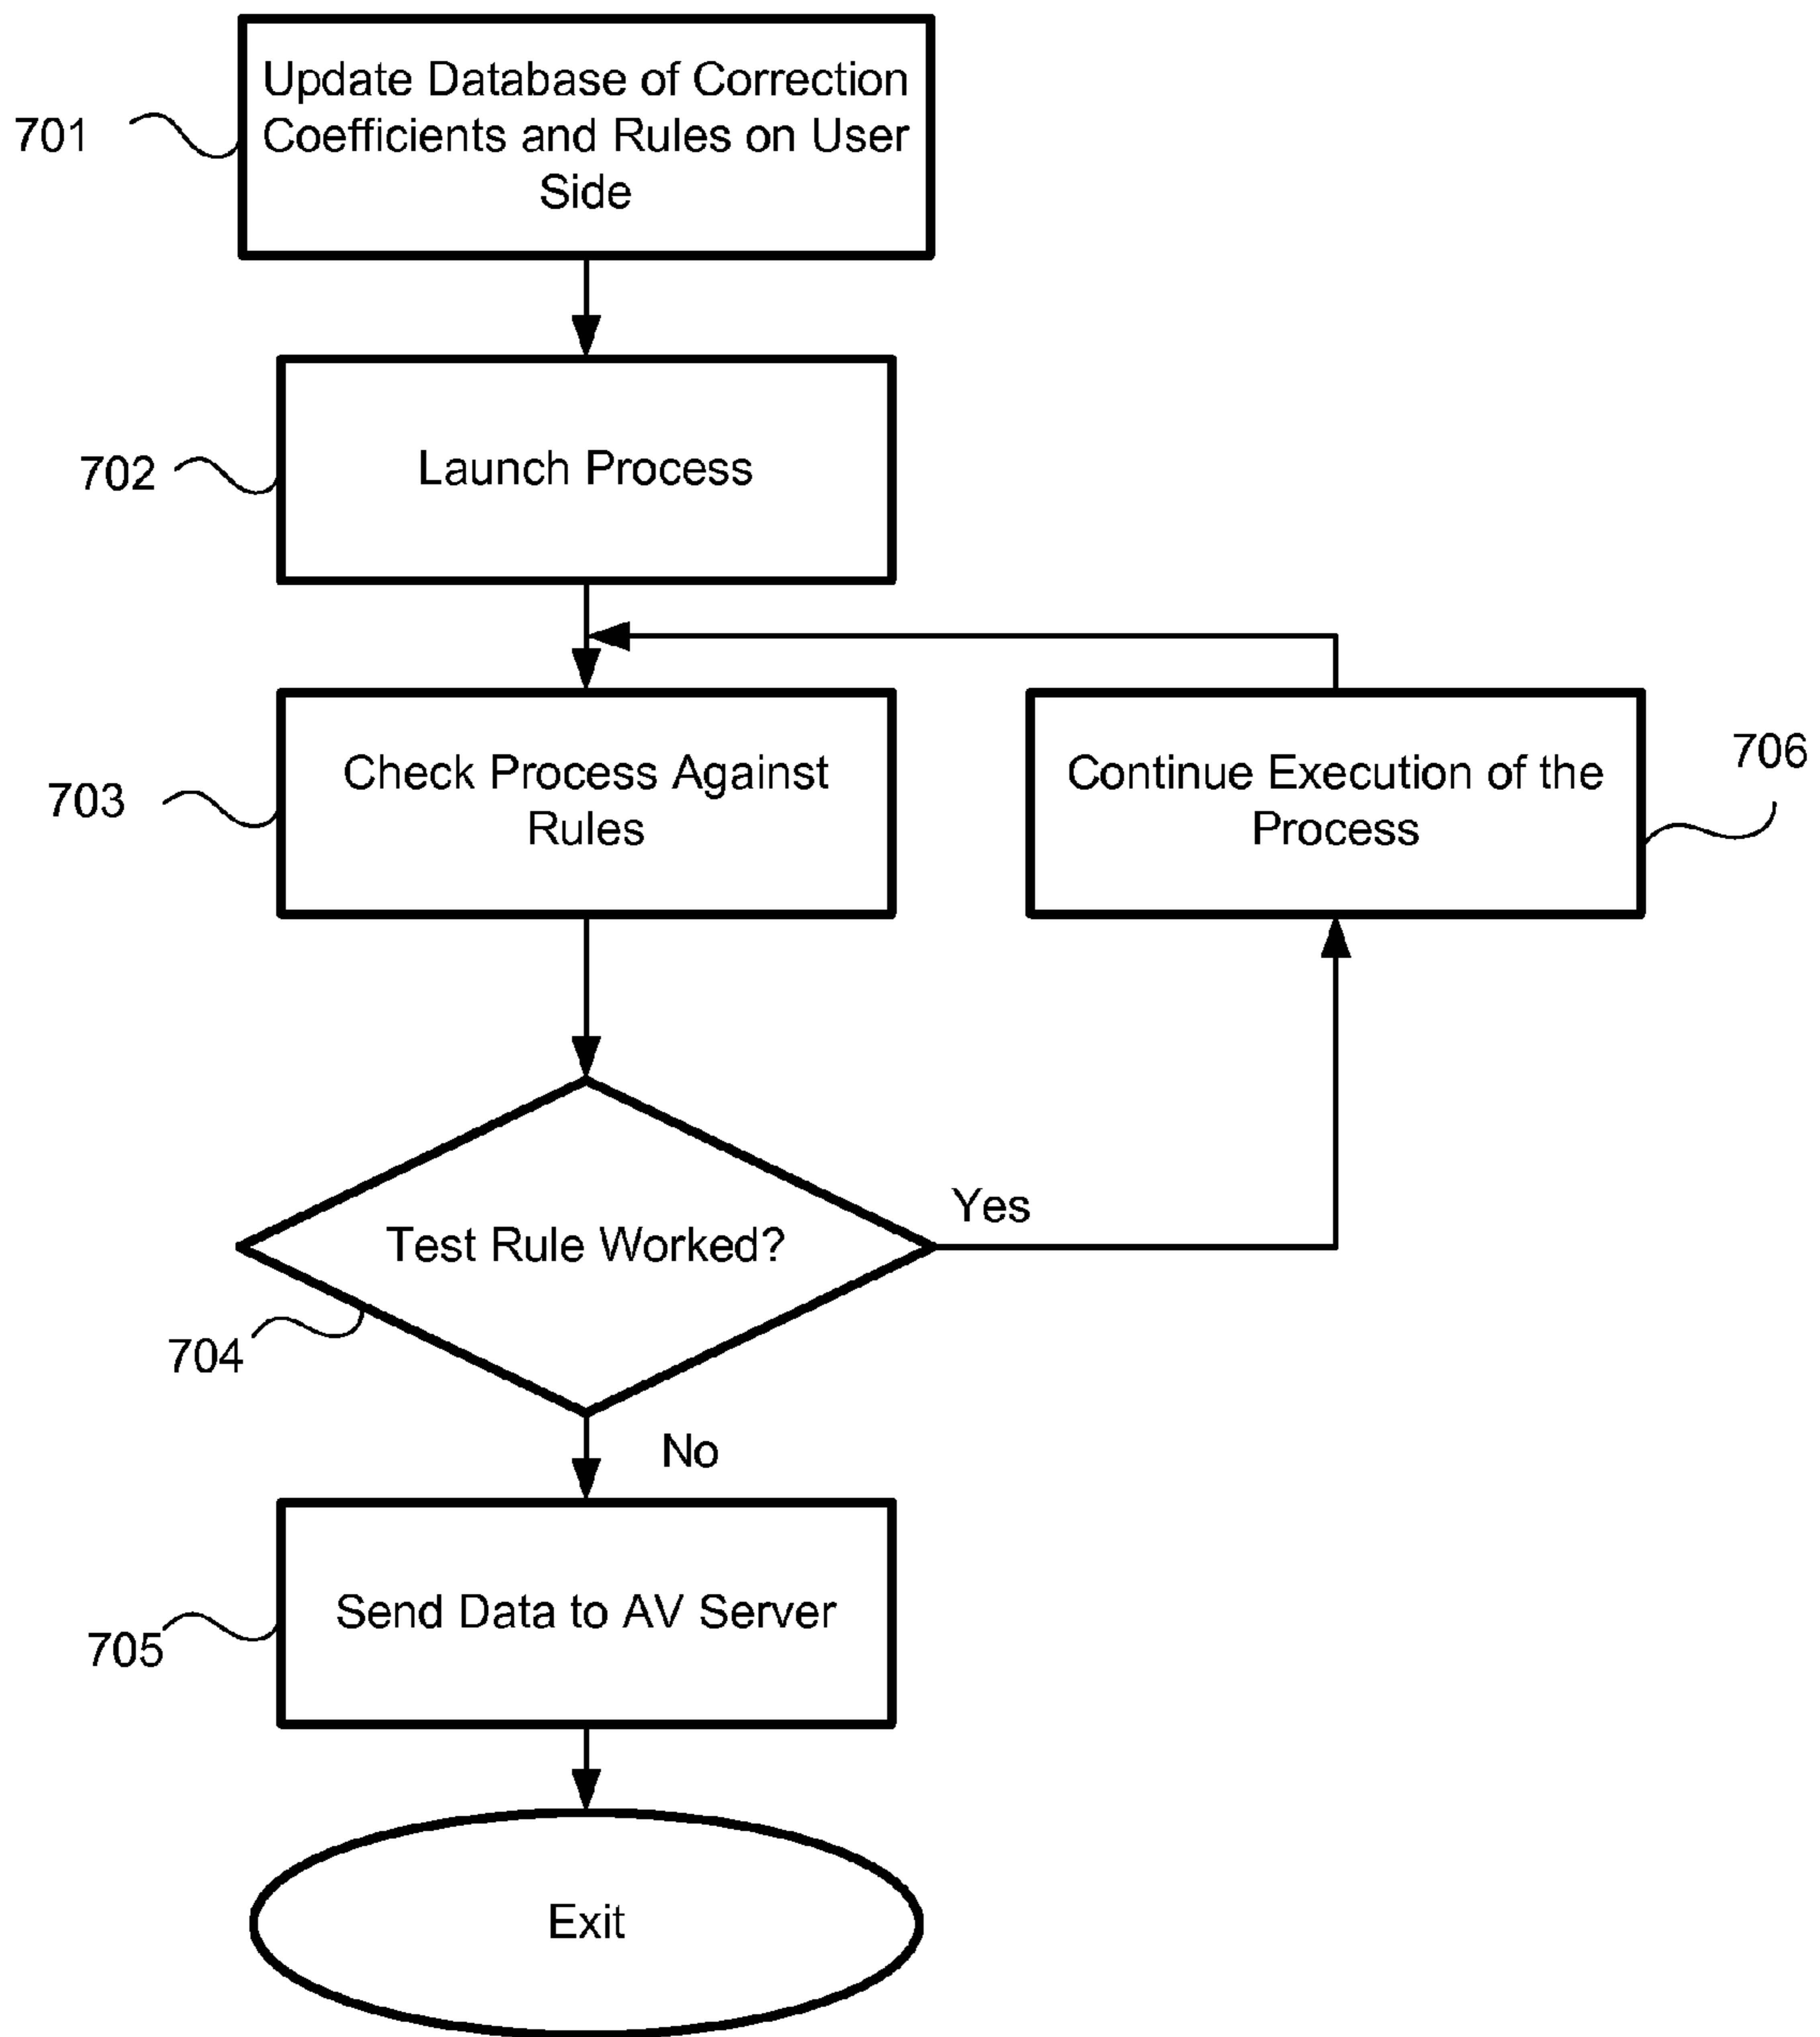 Update Database of Correction
Coefficients and Rules on User
Side
701
Launch Process
702
Check Process Against
Rules
703
Continue Execution of the
Process
706
Test Rule Worked?
Yes
704
No
Send Data to AV Server
705
Exit